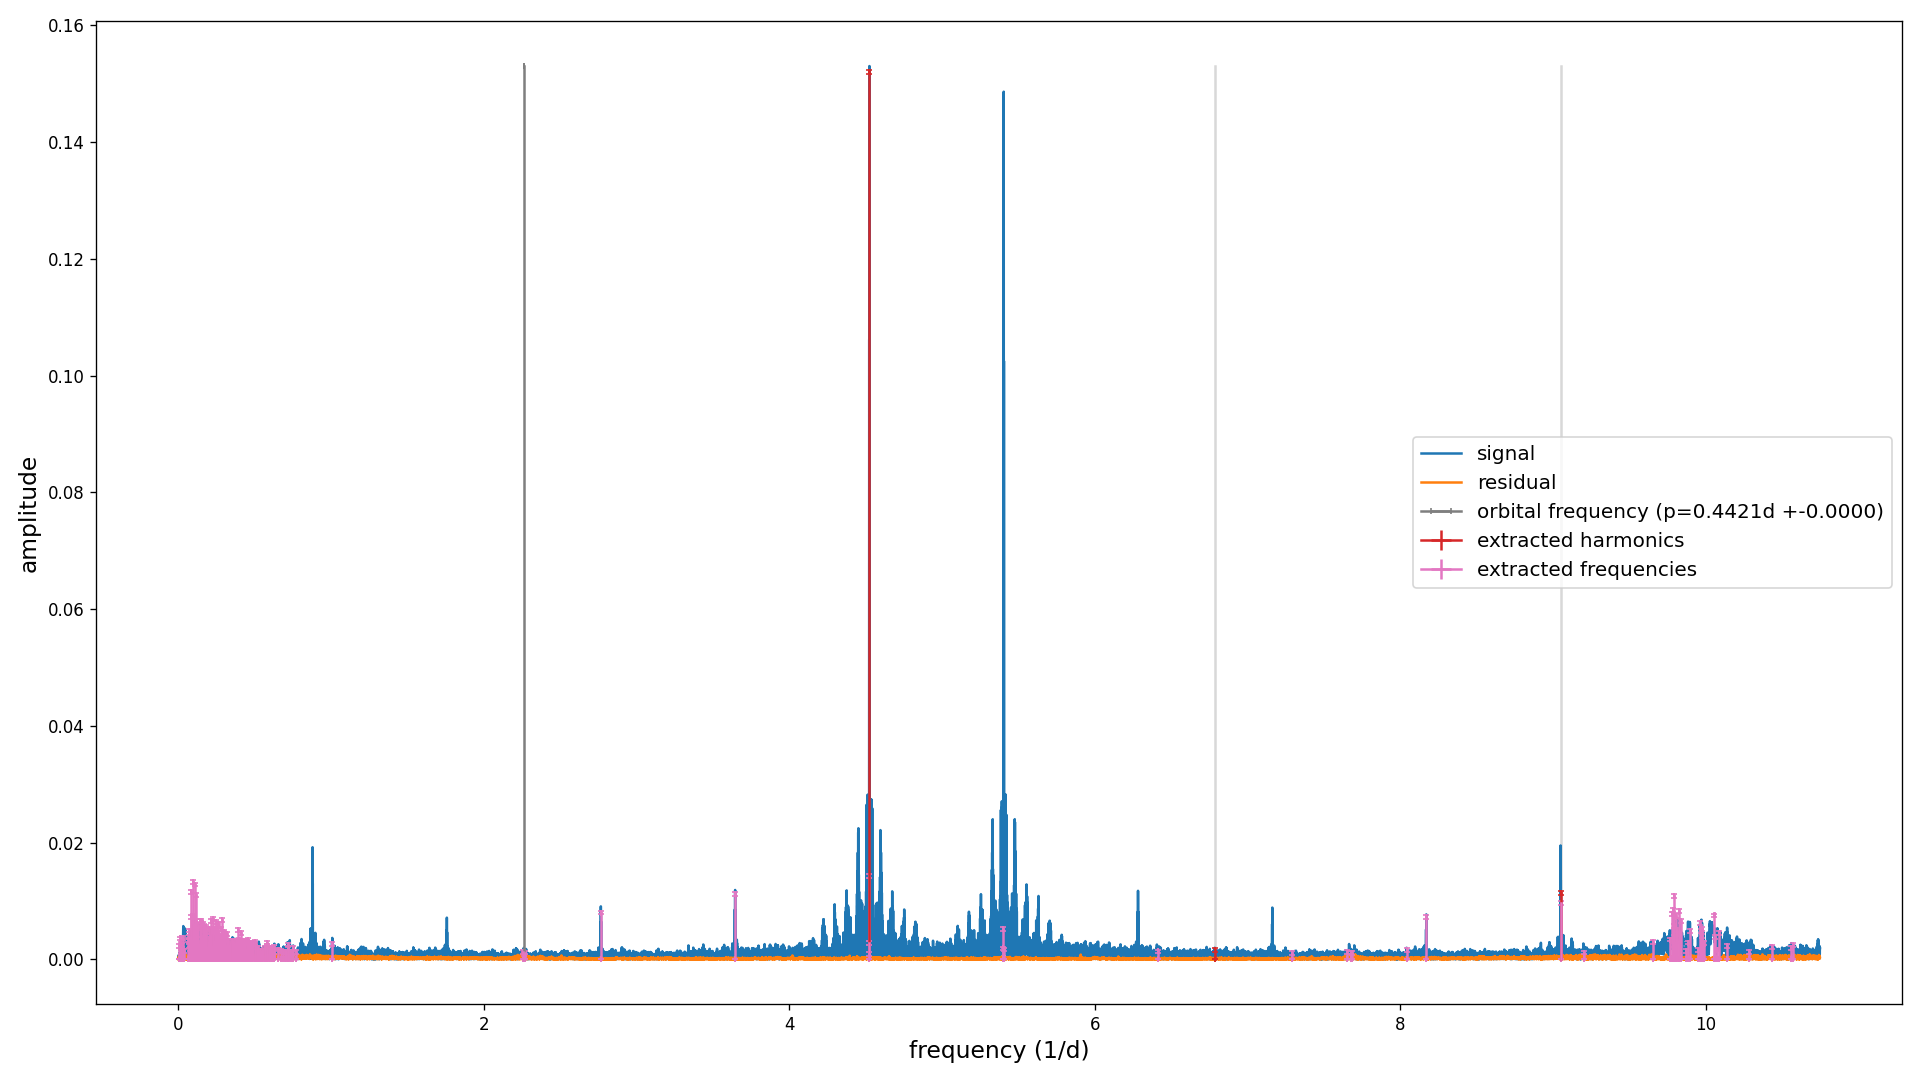 0.16
0.14
0.12
0.10
0.08
0.06
0.04
0.02
0.00
amplitude
signal
residual
orbital frequency (p=0.4421d +-0.0000)
extracted harmonics
extracted frequencies
0 2 4 6 8 10
frequency (1/d)